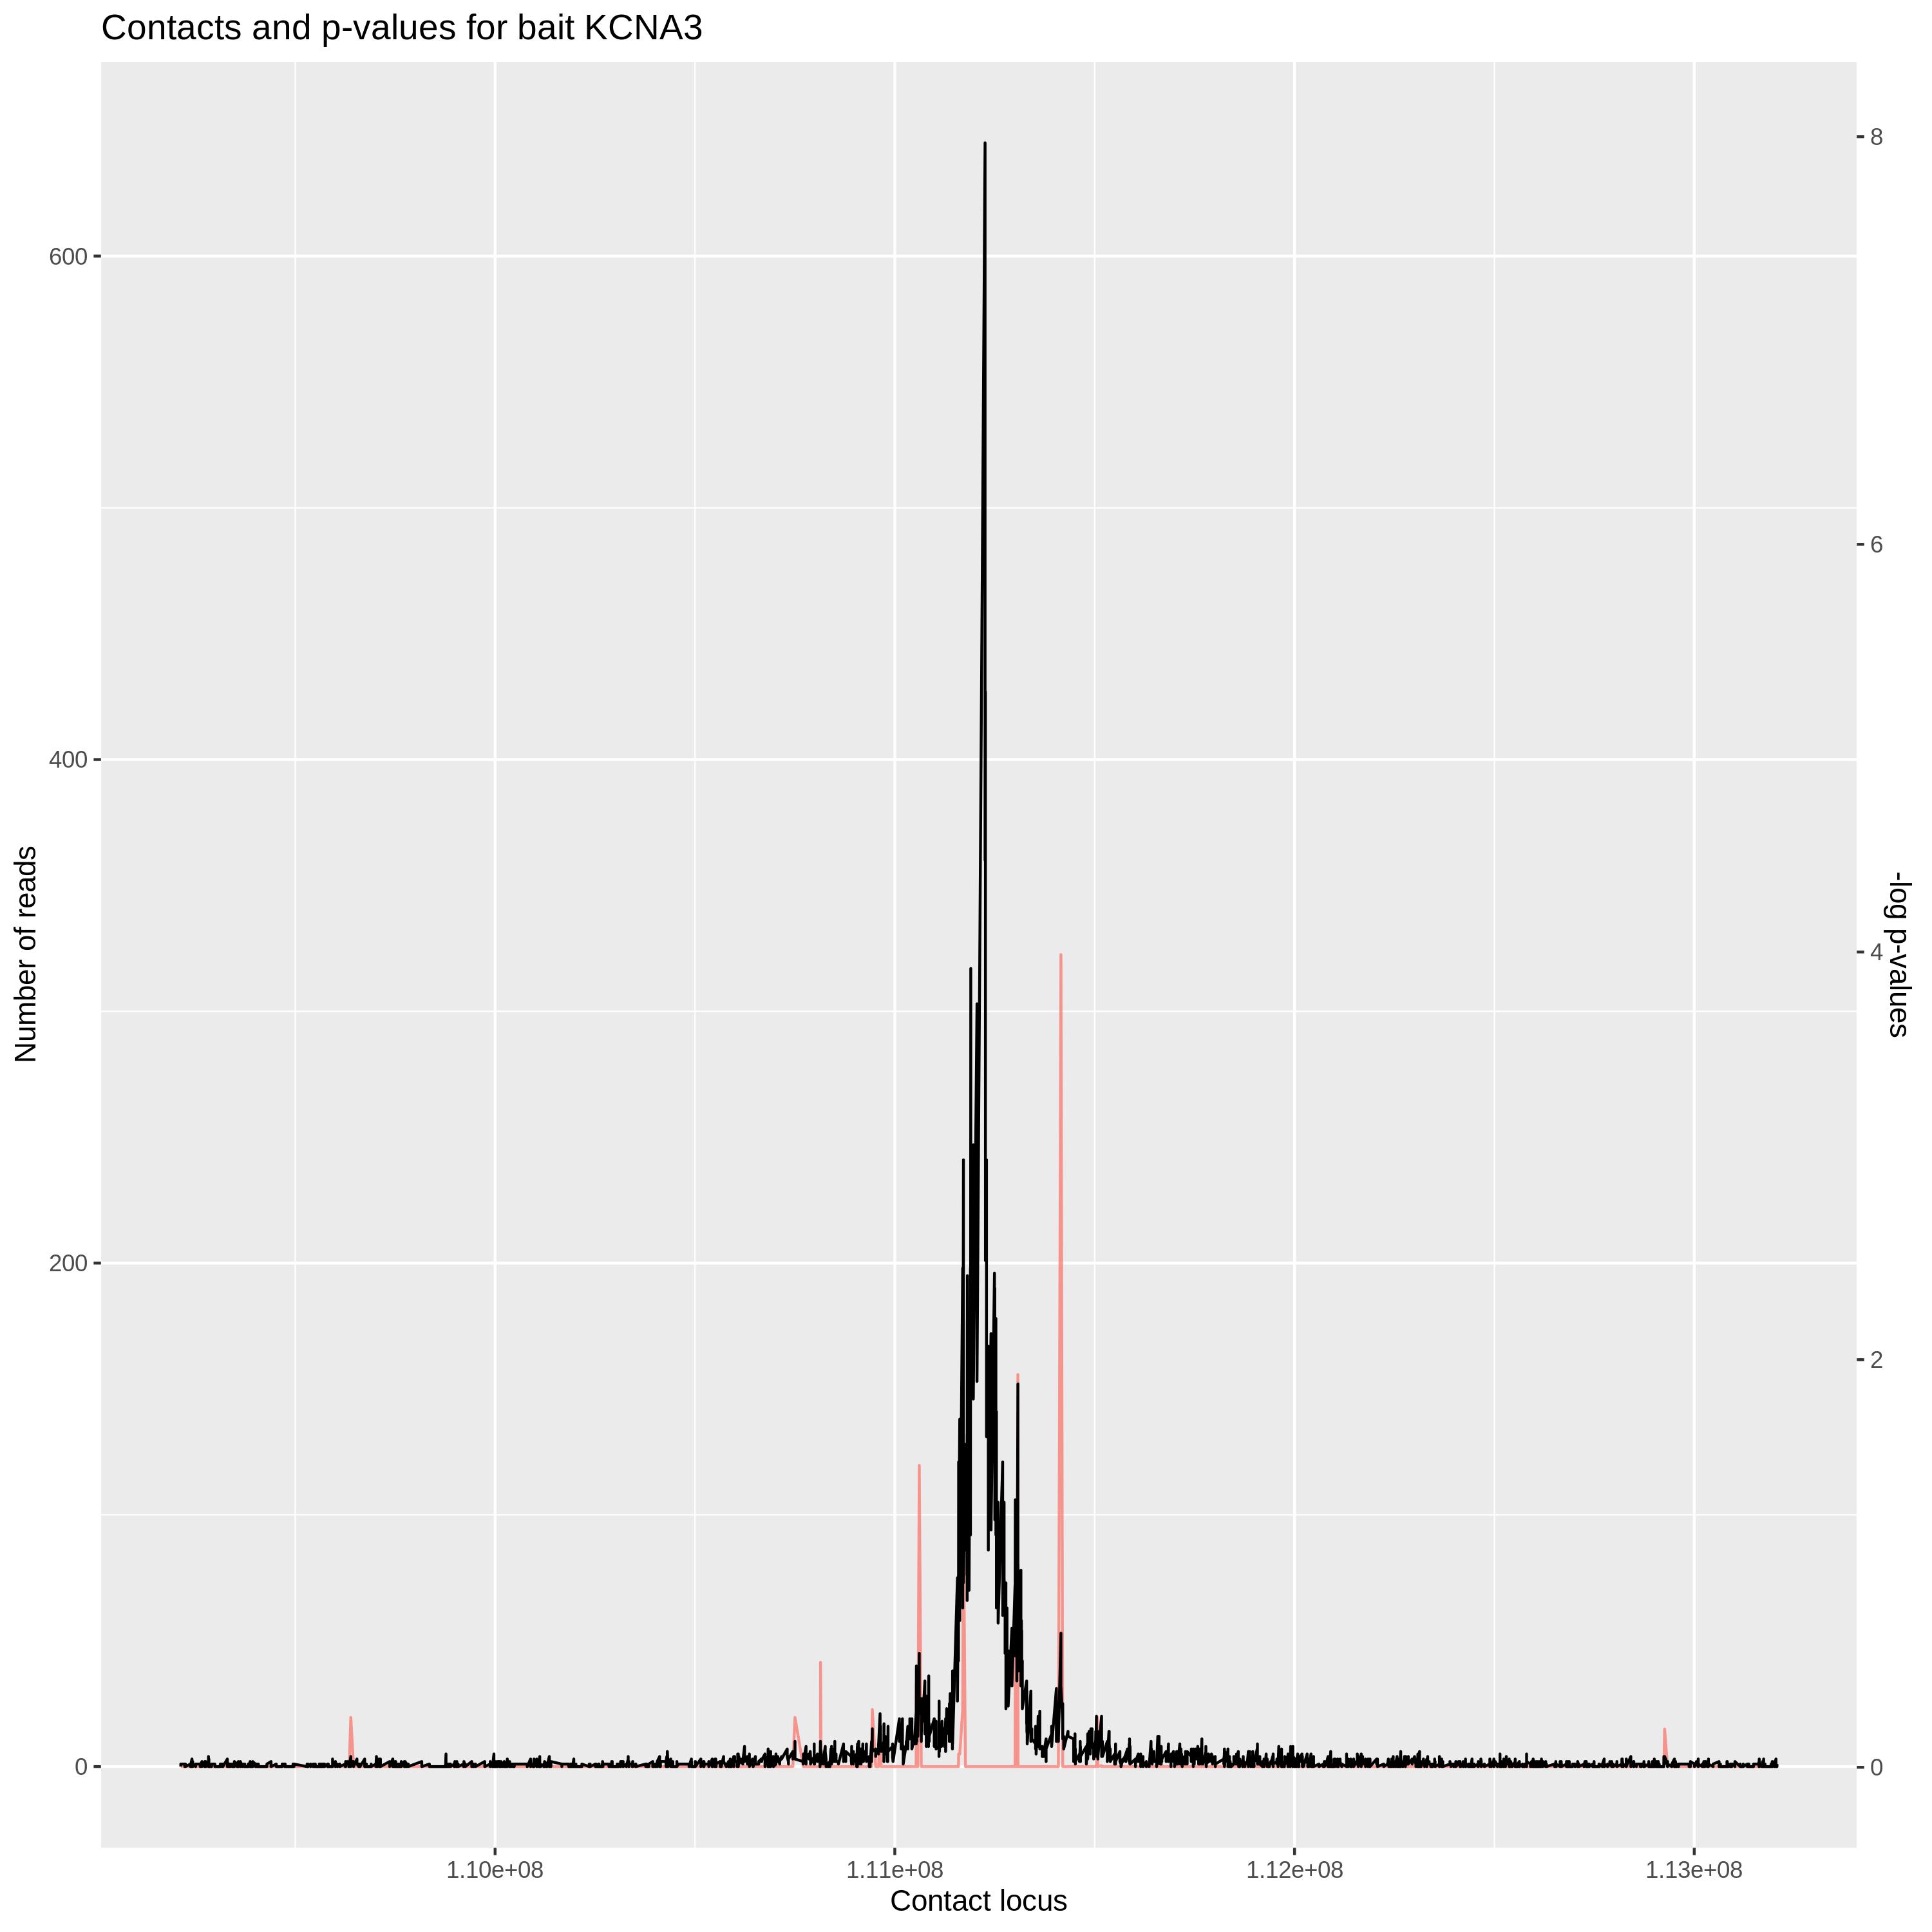 Contacts and p-values for bait KCNA3
8
600
6
400
4
200
2
0
0
Number of reads
-log p-values
1.10e+08
1.11e+08
1.12e+08
1.13e+08
Contact locus